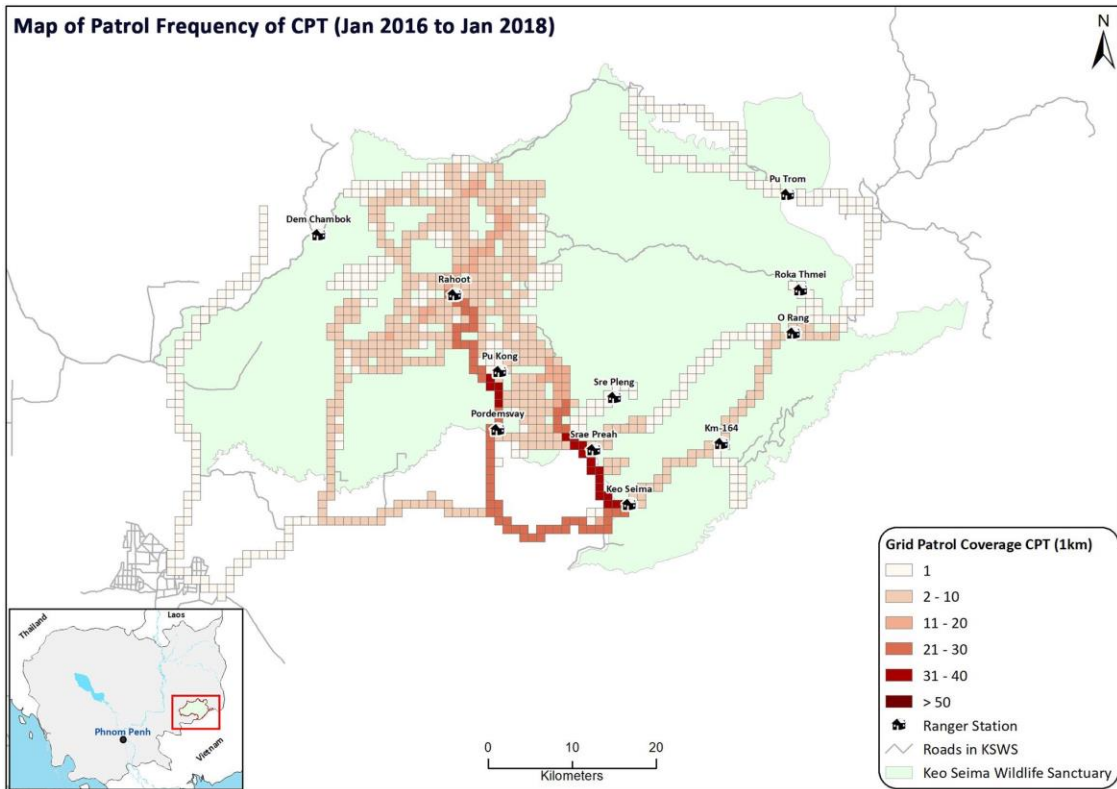 Map of Patrol Frequency of CPT (Jan 2016 to Jan 2018)
N
Pu Trom
Dem Chambok
Roka Thmei
Rahoot
O Rang
Pu Kong
Sre Pleng
Pordemsvay
Srae Preah
Km-164
Keo Seima
Grid Patrol Coverage CPT (1km)
1
2 - 10
11 - 20
21 - 30
31 - 40
> 50
Ranger Station
Roads in KSWS
Keo Seima Wildlife Sanctuary
Thailand
Laos
Phnom Penh
Vietnam
0 10 20
Kilometers